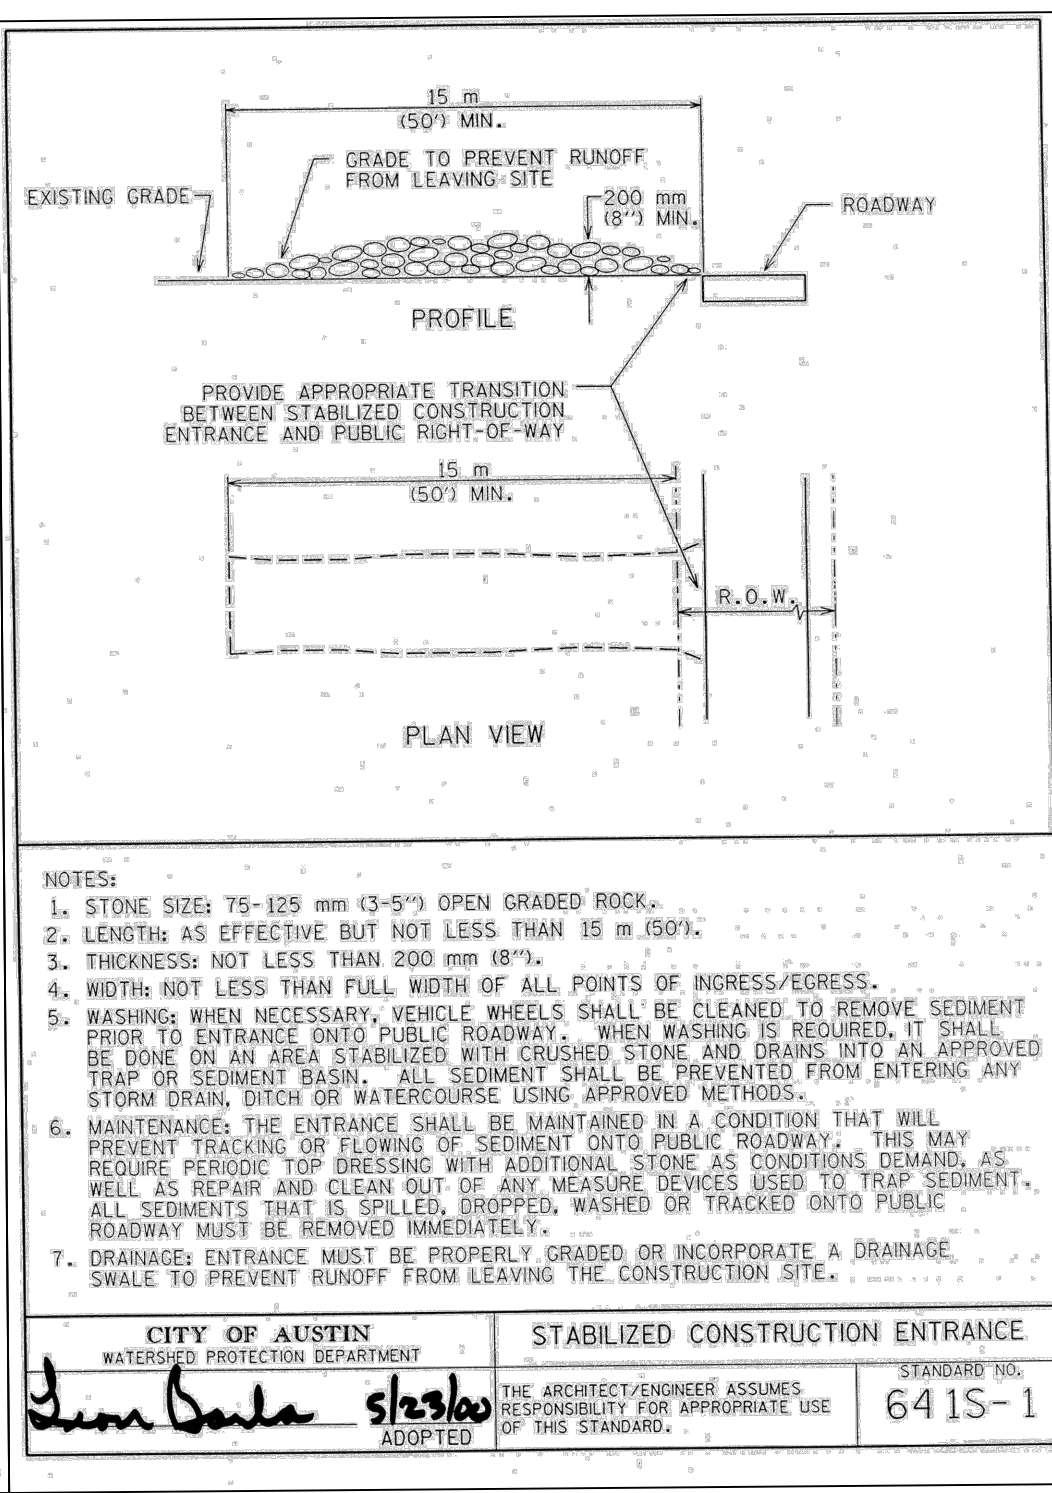 15 m
(50') MIN.
GRADE TO PREVENT RUNOFF
FROM LEAVING SITE
EXISTING GRADE
200 mm
(8'') MIN.
ROADWAY
PROFILE
PROVIDE APPROPRIATE TRANSITION
BETWEEN STABILIZED CONSTRUCTION
ENTRANCE AND PUBLIC RIGHT-OF-WAY
15 m
(50') MIN.
R.O.W.
PLAN VIEW
NOTES:
1. STONE SIZE: 75-125 mm (3-5'') OPEN GRADED ROCK.
2. LENGTH: AS EFFECTIVE BUT NOT LESS THAN 15 m (50').
3. THICKNESS: NOT LESS THAN 200 mm (8'').
4. WIDTH: NOT LESS THAN FULL WIDTH OF ALL POINTS OF INGRESS/EGRESS.
5. WASHING: WHEN NECESSARY, VEHICLE WHEELS SHALL BE CLEANED TO REMOVE SEDIMENT
PRIOR TO ENTRANCE ONTO PUBLIC ROADWAY. WHEN WASHING IS REQUIRED, IT SHALL
BE DONE ON AN AREA STABILIZED WITH CRUSHED STONE AND DRAINS INTO AN APPROVED
TRAP OR SEDIMENT BASIN. ALL SEDIMENT SHALL BE PREVENTED FROM ENTERING ANY
STORM DRAIN, DITCH OR WATERCOURSE USING APPROVED METHODS.
6. MAINTENANCE: THE ENTRANCE SHALL BE MAINTAINED IN A CONDITION THAT WILL
PREVENT TRACKING OR FLOWING OF SEDIMENT ONTO PUBLIC ROADWAY. THIS MAY
REQUIRE PERIODIC TOP DRESSING WITH ADDITIONAL STONE AS CONDITIONS DEMAND, AS
WELL AS REPAIR AND CLEAN OUT OF ANY MEASURE DEVICES USED TO TRAP SEDIMENT.
ALL SEDIMENTS THAT IS SPILLED, DROPPED, WASHED OR TRACKED ONTO PUBLIC
ROADWAY MUST BE REMOVED IMMEDIATELY.
7. DRAINAGE: ENTRANCE MUST BE PROPERLY GRADED OR INCORPORATE A DRAINAGE
SWALE TO PREVENT RUNOFF FROM LEAVING THE CONSTRUCTION SITE.
CITY OF AUSTIN
WATERSHED PROTECTION DEPARTMENT
5/23/00
ADOPTED
STABILIZED CONSTRUCTION ENTRANCE
THE ARCHITECT/ENGINEER ASSUMES
RESPONSIBILITY FOR APPROPRIATE USE
OF THIS STANDARD.
STANDARD NO.
641S-1